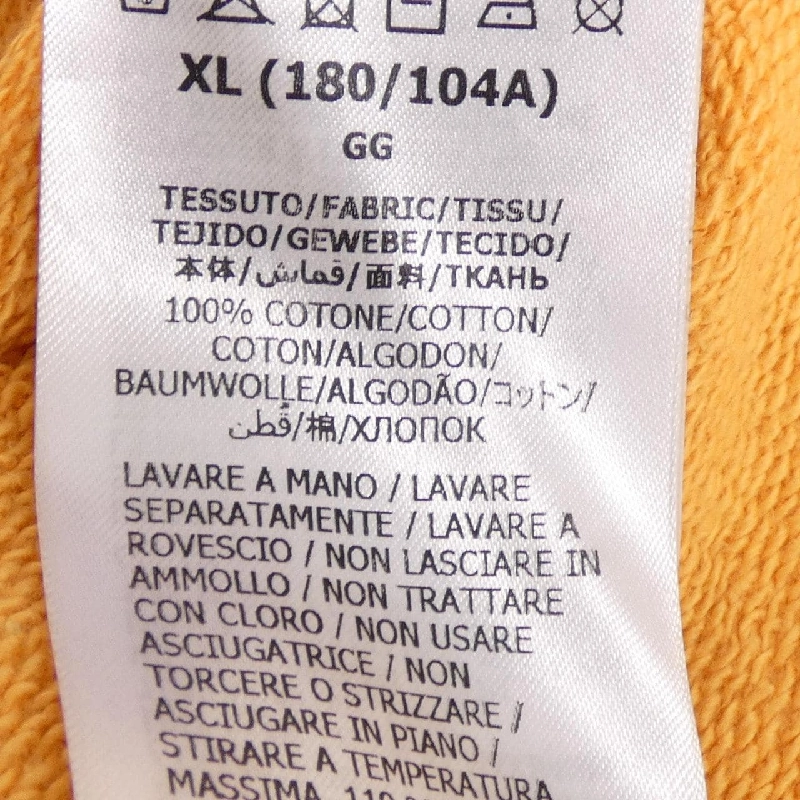 XL (180/104A)
GG
TESSUTO/FABRIC/TISSU/
TEJIDO/GEWEBE/TECIDO/
本体/قماش/面料/ТКАНЬ
100% COTONE/COTTON/
COTON/ALGODON/
BAUMWOLLE/ALGODÃO/コットン/
قُطن/棉/ХЛОПОК
LAVARE A MANO / LAVARE
SEPARATAMENTE / LAVARE A
ROVESCIO / NON LASCIARE IN
AMMOLLO / NON TRATTARE
CON CLORO / NON USARE
ASCIUGATRICE / NON
TORCERE O STRIZZARE /
ASCIUGARE IN PIANO /
STIRARE A TEMPERATURA
MASSIMA